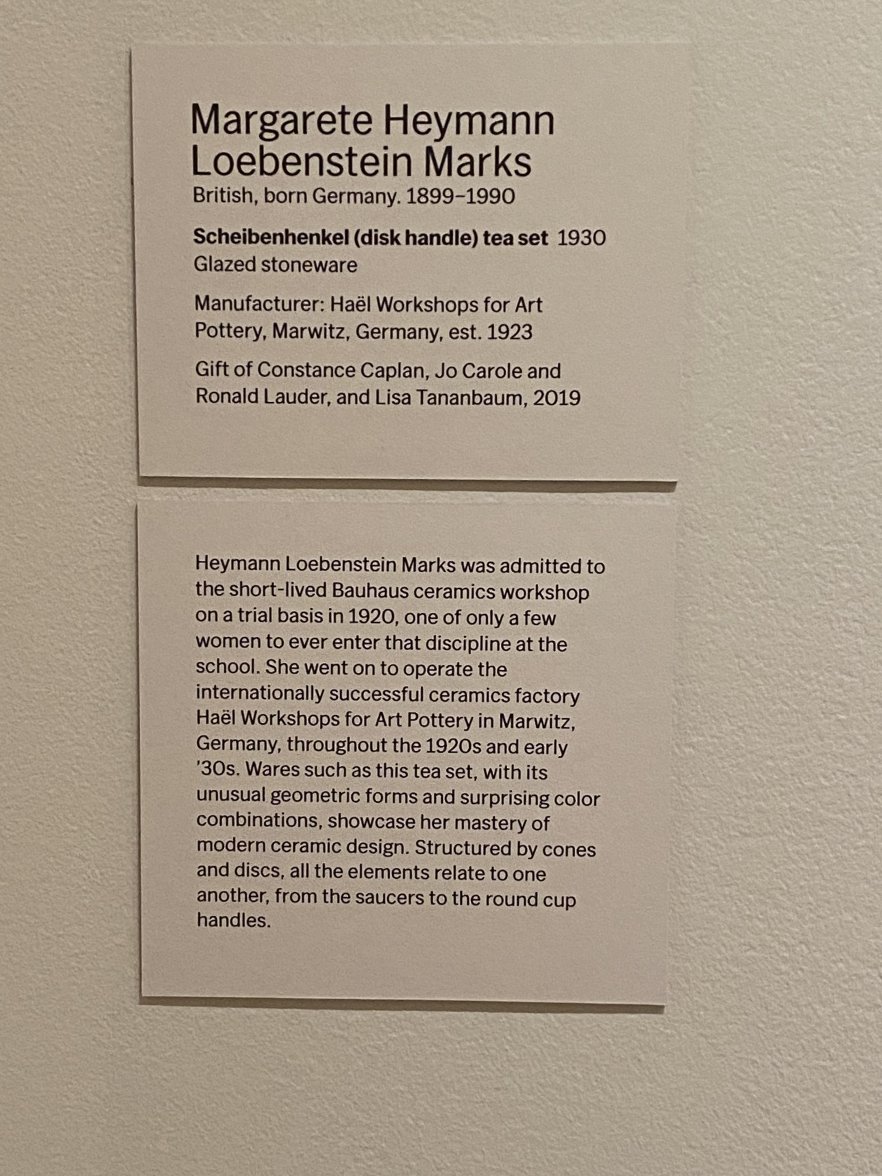 Margarete Heymann
Loebenstein Marks
British, born Germany. 1899–1990
Scheibenhenkel (disk handle) tea set 1930
Glazed stoneware
Manufacturer: Haël Workshops for Art
Pottery, Marwitz, Germany, est. 1923
Gift of Constance Caplan, Jo Carole and
Ronald Lauder, and Lisa Tananbaum, 2019
Heymann Loebenstein Marks was admitted to
the short-lived Bauhaus ceramics workshop
on a trial basis in 1920, one of only a few
women to ever enter that discipline at the
school. She went on to operate the
internationally successful ceramics factory
Haël Workshops for Art Pottery in Marwitz,
Germany, throughout the 1920s and early
’30s. Wares such as this tea set, with its
unusual geometric forms and surprising color
combinations, showcase her mastery of
modern ceramic design. Structured by cones
and discs, all the elements relate to one
another, from the saucers to the round cup
handles.